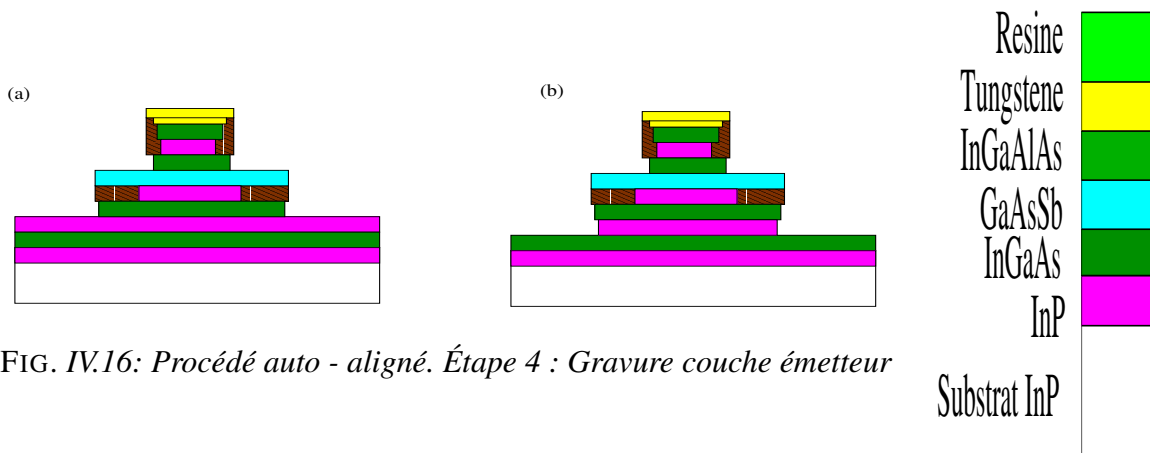 (a)
(b)
FIG. IV.16: Procédé auto - aligné. Étape 4 : Gravure couche émetteur
Resine
Tungstene
InGaAlAs
GaAsSb
InGaAs
InP
Substrat InP